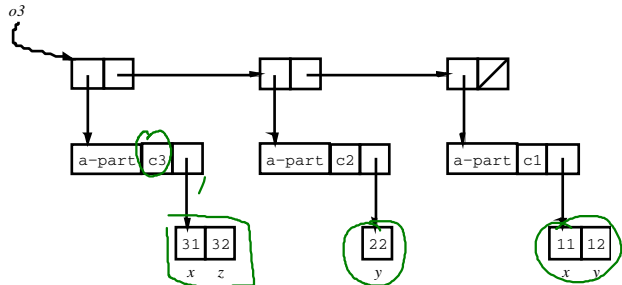 o3
a-part c3 a-part c2 a-part c1
31 32 22 11 12
x z y x y